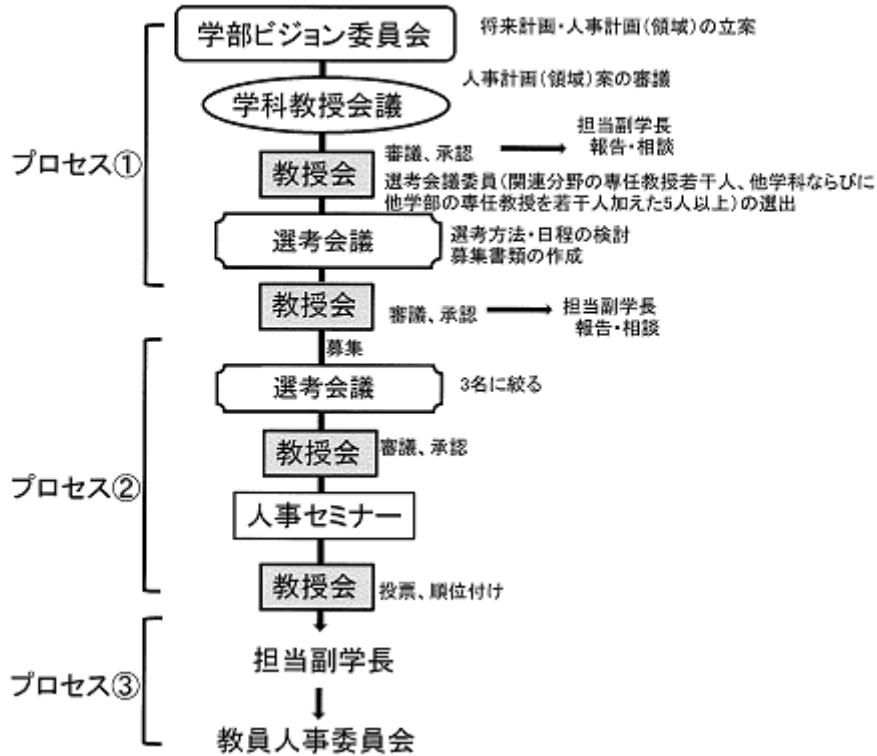 学部ビジョン委員会
将来計画・人事計画(領域)の立案
人事計画(領域)案の審議
学科教授会議
プロセス①
教授会
審議、承認
担当副学長
報告・相談
選考会議委員(関連分野の専任教授若干人、他学科ならびに
他学部の専任教授を若干人加えた5人以上)の選出
選考会議
選考方法・日程の検討
募集書類の作成
教授会
審議、承認
担当副学長
報告・相談
募集
選考会議
3名に絞る
プロセス②
教授会
審議、承認
人事セミナー
教授会
投票、順位付け
プロセス③
担当副学長
教員人事委員会